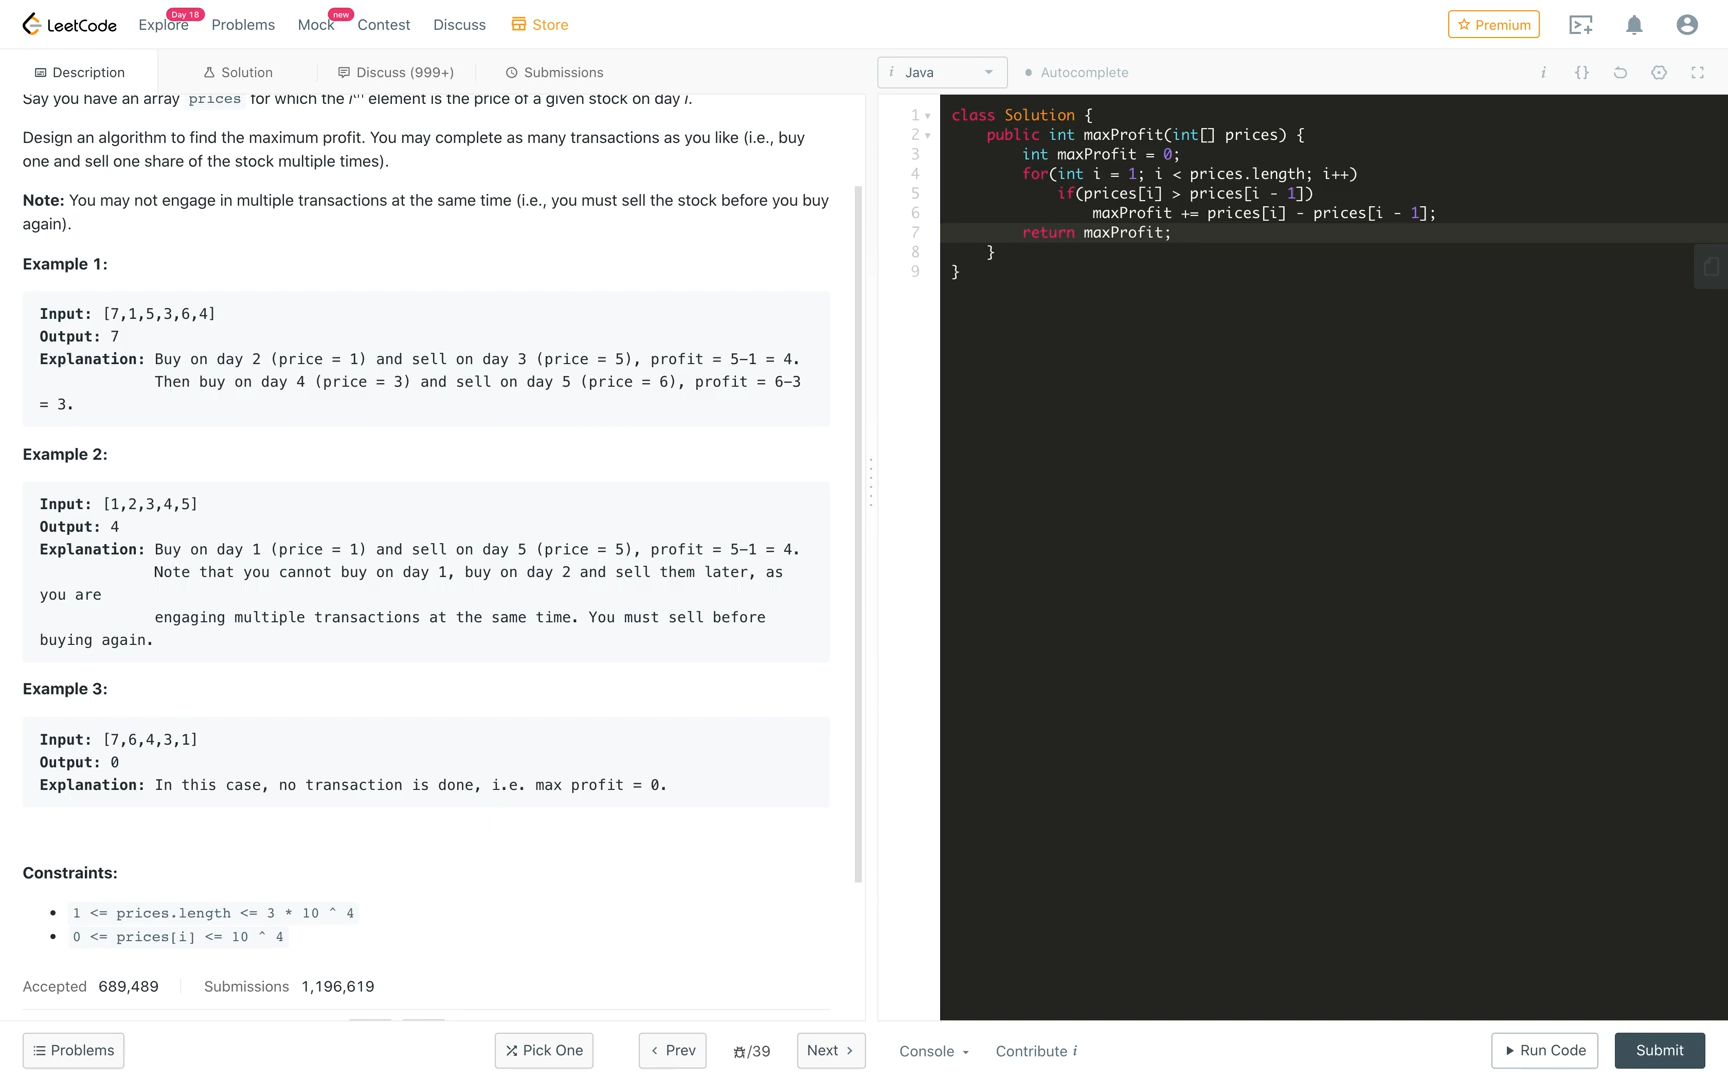 LeetCode Explore Day 18 Problems Mock new Contest Discuss Store Premium
Description Solution Discuss (999+) Submissions i Java Autocomplete i {}
Say you have an array prices for which the ith element is the price of a given stock on day i.
Design an algorithm to find the maximum profit. You may complete as many transactions as you like (i.e., buy
one and sell one share of the stock multiple times).
Note: You may not engage in multiple transactions at the same time (i.e., you must sell the stock before you buy
again).
Example 1:
Input: [7,1,5,3,6,4]
Output: 7
Explanation: Buy on day 2 (price = 1) and sell on day 3 (price = 5), profit = 5-1 = 4.
Then buy on day 4 (price = 3) and sell on day 5 (price = 6), profit = 6-3
= 3.
Example 2:
Input: [1,2,3,4,5]
Output: 4
Explanation: Buy on day 1 (price = 1) and sell on day 5 (price = 5), profit = 5-1 = 4.
Note that you cannot buy on day 1, buy on day 2 and sell them later, as
you are
engaging multiple transactions at the same time. You must sell before
buying again.
Example 3:
Input: [7,6,4,3,1]
Output: 0
Explanation: In this case, no transaction is done, i.e. max profit = 0.
Constraints:
1 <= prices.length <= 3 * 10 ^ 4
0 <= prices[i] <= 10 ^ 4
Accepted 689,489 Submissions 1,196,619
1 class Solution {
2 public int maxProfit(int[] prices) {
3 int maxProfit = 0;
4 for(int i = 1; i < prices.length; i++)
5 if(prices[i] > prices[i - 1])
6 maxProfit += prices[i] - prices[i - 1];
7 return maxProfit;
8 }
9 }
Problems Pick One Prev /39 Next Console Contribute i Run Code Submit